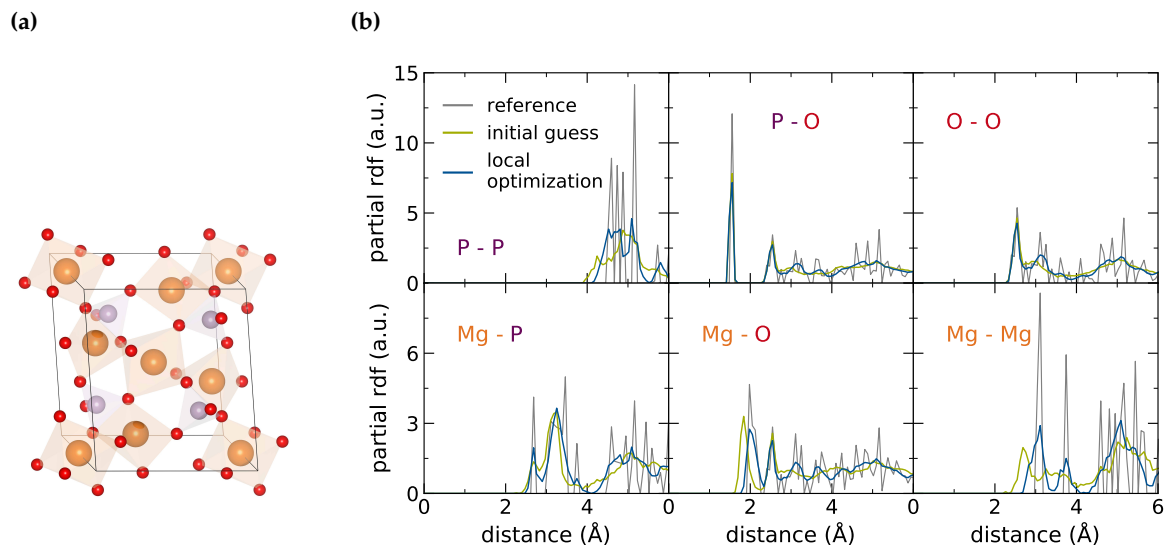 (a)
(b)
partial rdf (a.u.)
15
10
5
0
reference
initial guess
local
optimization
P - P
P - O
O - O
partial rdf (a.u.)
9
6
3
0
Mg - P
Mg - O
Mg - Mg
0 2 4 0 2 4 0 2 4 6
distance (Å)
distance (Å)
distance (Å)